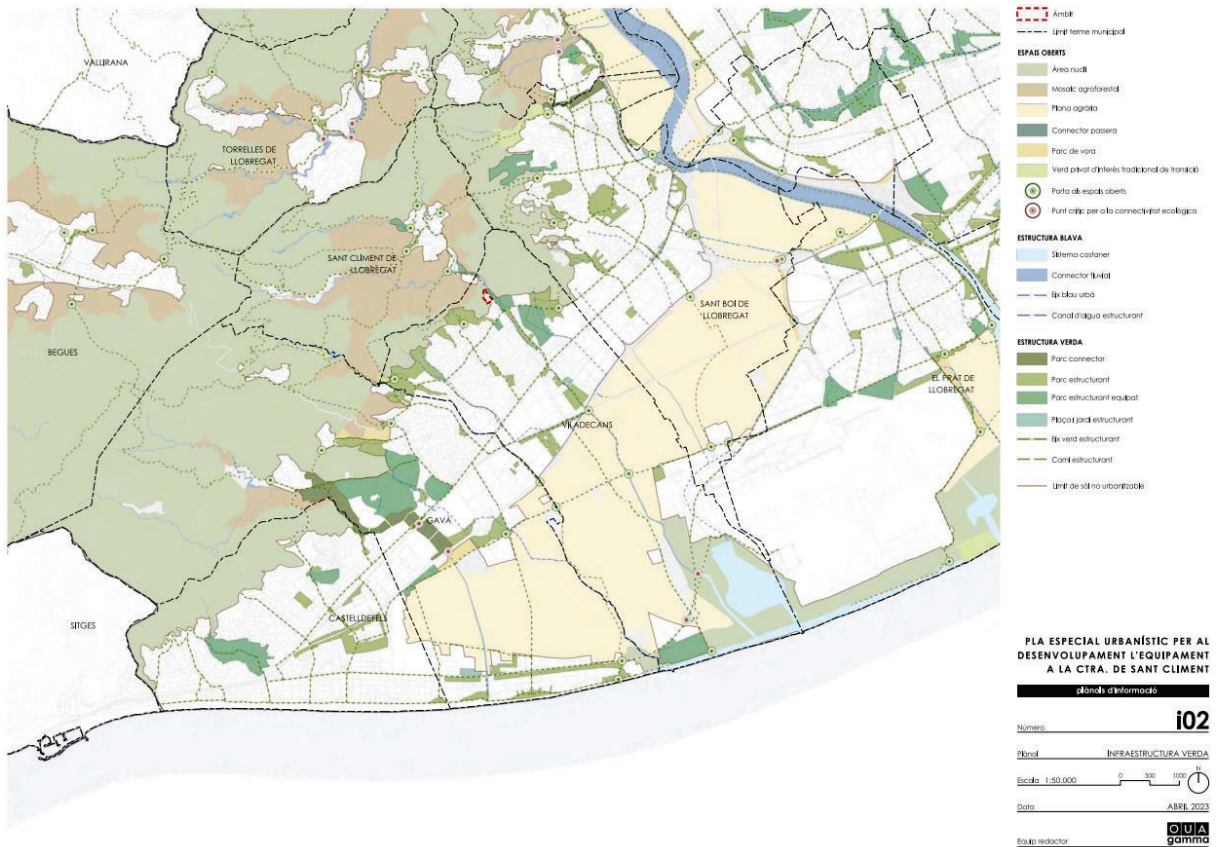 VALLIRANA
TORRELLES DE
LLOBREGAT
SANT CLIMENT DE
LLOBREGAT
BEGUES
SANT BOI DE
LLOBREGAT
EL PRAT DE
LLOBREGAT
VILADECANS
GAVÀ
CASTELLDEFELS
SITGES
Àmbit
Límit terme municipal
ESPAIS OBERTS
Àrea nucli
Mosaic agroforestal
Plana agrària
Connector passera
Parc de vora
Verd privat d'interès tradicional de transició
Porta als espais oberts
Punt crític per a la connectivitat ecològica
ESTRUCTURA BLAVA
Sistema costaner
Connector fluvial
Eix blau urbà
Canal d'aigua estructurant
ESTRUCTURA VERDA
Parc connector
Parc estructurant
Parc estructurant equipat
Plaça i jardí estructurant
Eix verd estructurant
Camí estructurant
Límit de sòl no urbanitzable
PLA ESPECIAL URBANÍSTIC PER AL
DESENVOLUPAMENT L'EQUIPAMENT
A LA CTRA. DE SANT CLIMENT
plànols d'informació
Número i02
Plànol INFRAESTRUCTURA VERDA
Escala 1:50.000 0 500 1000 N
Data ABRIL 2023
Equip redactor OUA
gamma